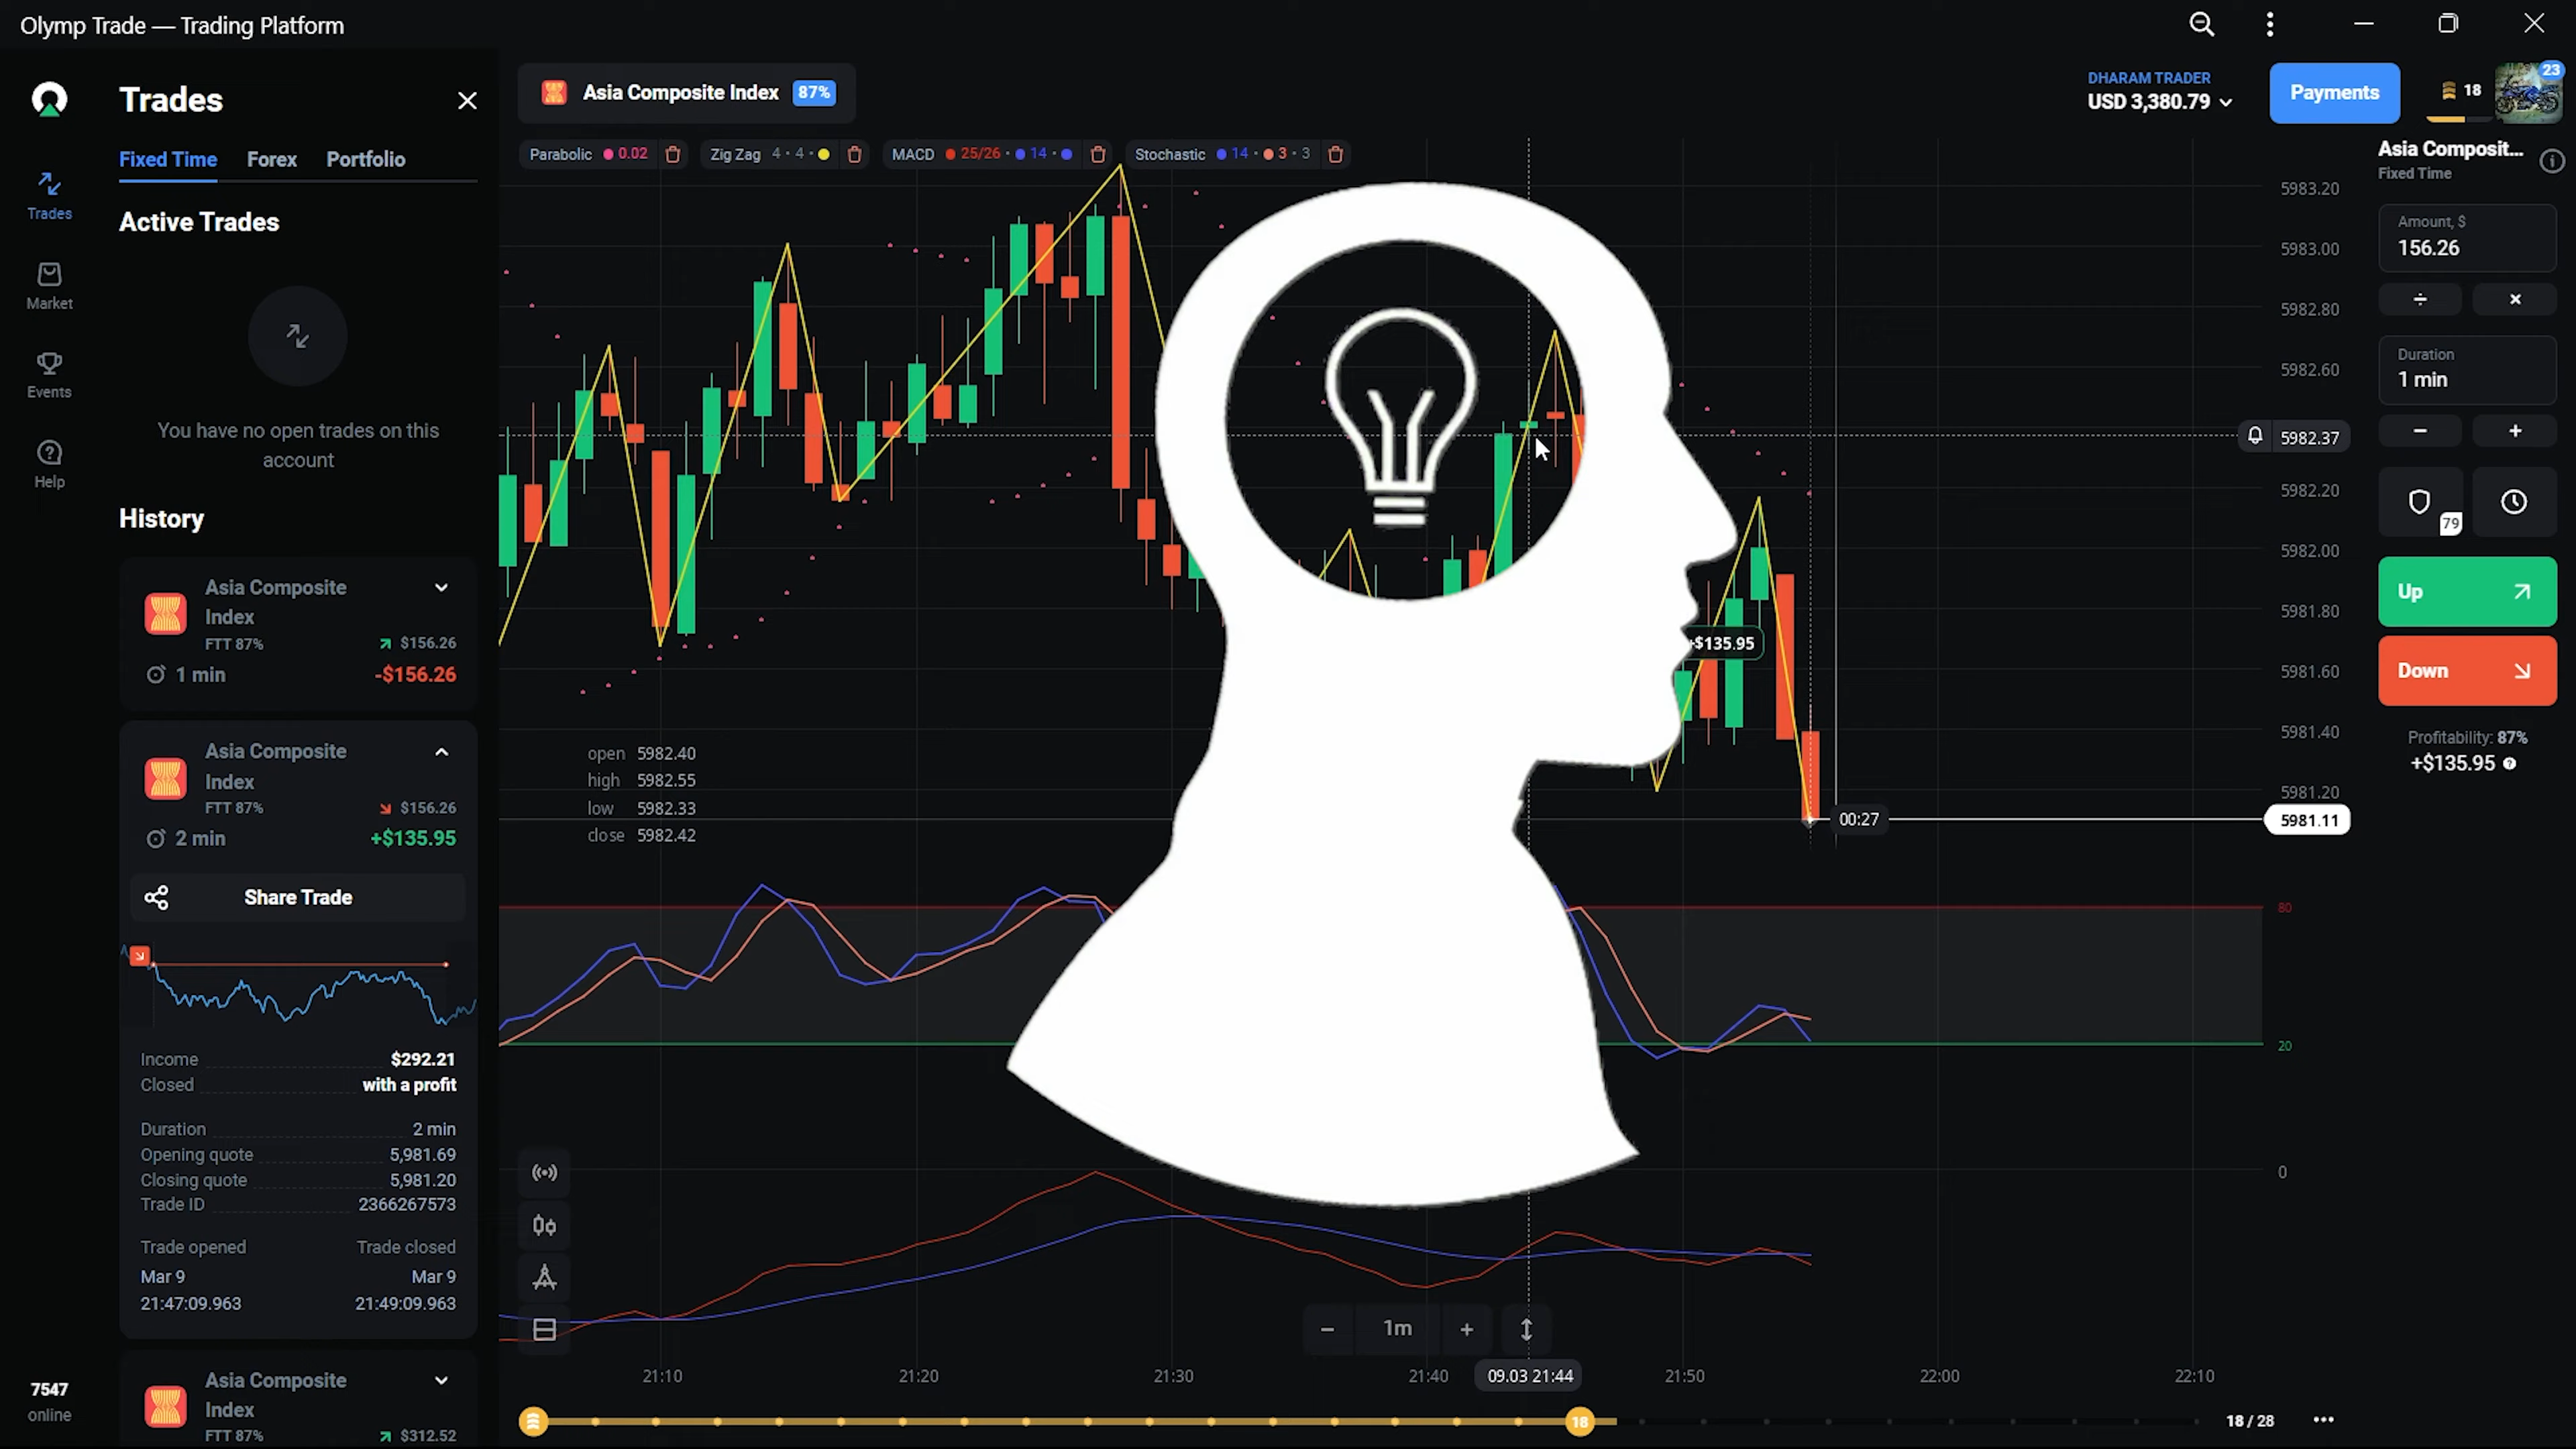 Olymp Trade — Trading Platform
Trades
Market
Events
Help
7547
online
Trades
Fixed Time Forex Portfolio
Active Trades
You have no open trades on this
account
History
Asia Composite
Index
FTT 87% $156.26
1 min -$156.26
Asia Composite
Index
FTT 87% $156.26
2 min +$135.95
Share Trade
Income $292.21
Closed with a profit
Duration 2 min
Opening quote 5,981.69
Closing quote 5,981.20
Trade ID 2366267573
Trade opened Trade closed
Mar 9 Mar 9
21:47:09.963 21:49:09.963
Asia Composite
Index
FTT 87% $312.52
Asia Composite Index 87%
Parabolic 0.02 Zig Zag 4 · 4 · MACD 25/26 · 14 · Stochastic 14 · 3 · 3
open 5982.40
high 5982.55
low 5982.33
close 5982.42
+$135.95
00:27
5983.20
5983.00
5982.80
5982.60
5982.37
5982.20
5982.00
5981.80
5981.60
5981.40
5981.20
5981.11
80
20
0
1m
21:10 21:20 21:30 21:40 09.03 21:44 21:50 22:00 22:10
18 18 / 28
DHARAM TRADER
USD 3,380.79
Payments
18
23
Asia Composit...
Fixed Time
Amount, $
156.26
÷ ×
Duration
1 min
− +
79
Up
Down
Profitability: 87%
+$135.95